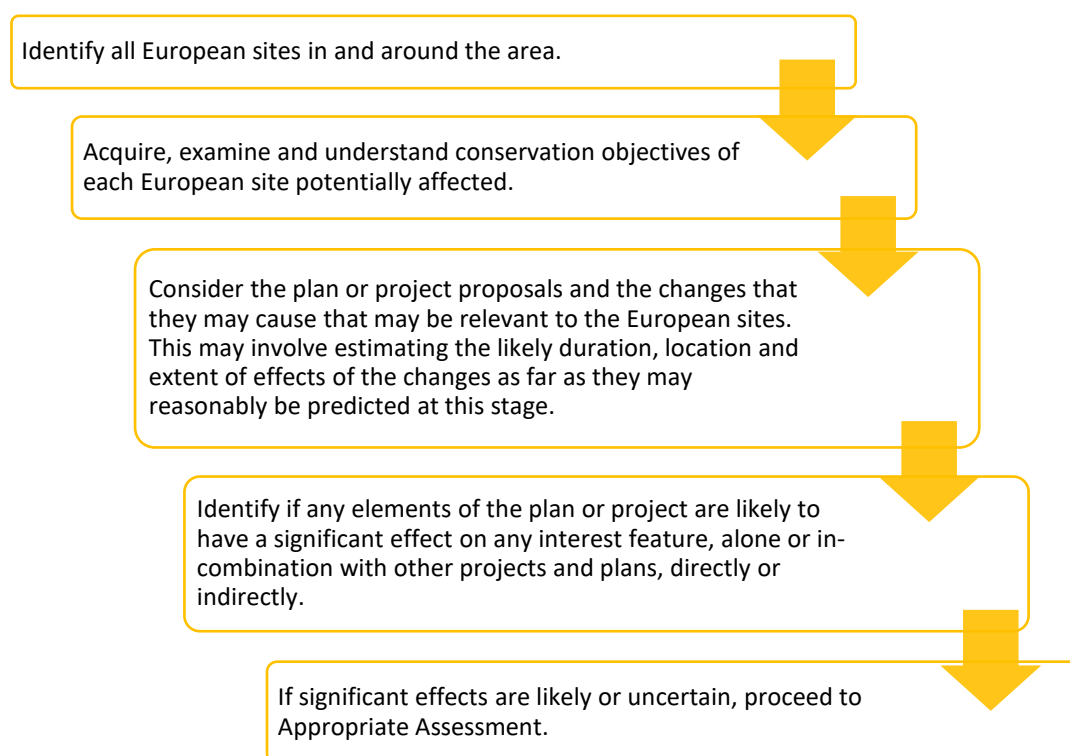 Identify all European sites in and around the area.
Acquire, examine and understand conservation objectives of
each European site potentially affected.
Consider the plan or project proposals and the changes that
they may cause that may be relevant to the European sites.
This may involve estimating the likely duration, location and
extent of effects of the changes as far as they may
reasonably be predicted at this stage.
Identify if any elements of the plan or project are likely to
have a significant effect on any interest feature, alone or in-
combination with other projects and plans, directly or
indirectly.
If significant effects are likely or uncertain, proceed to
Appropriate Assessment.